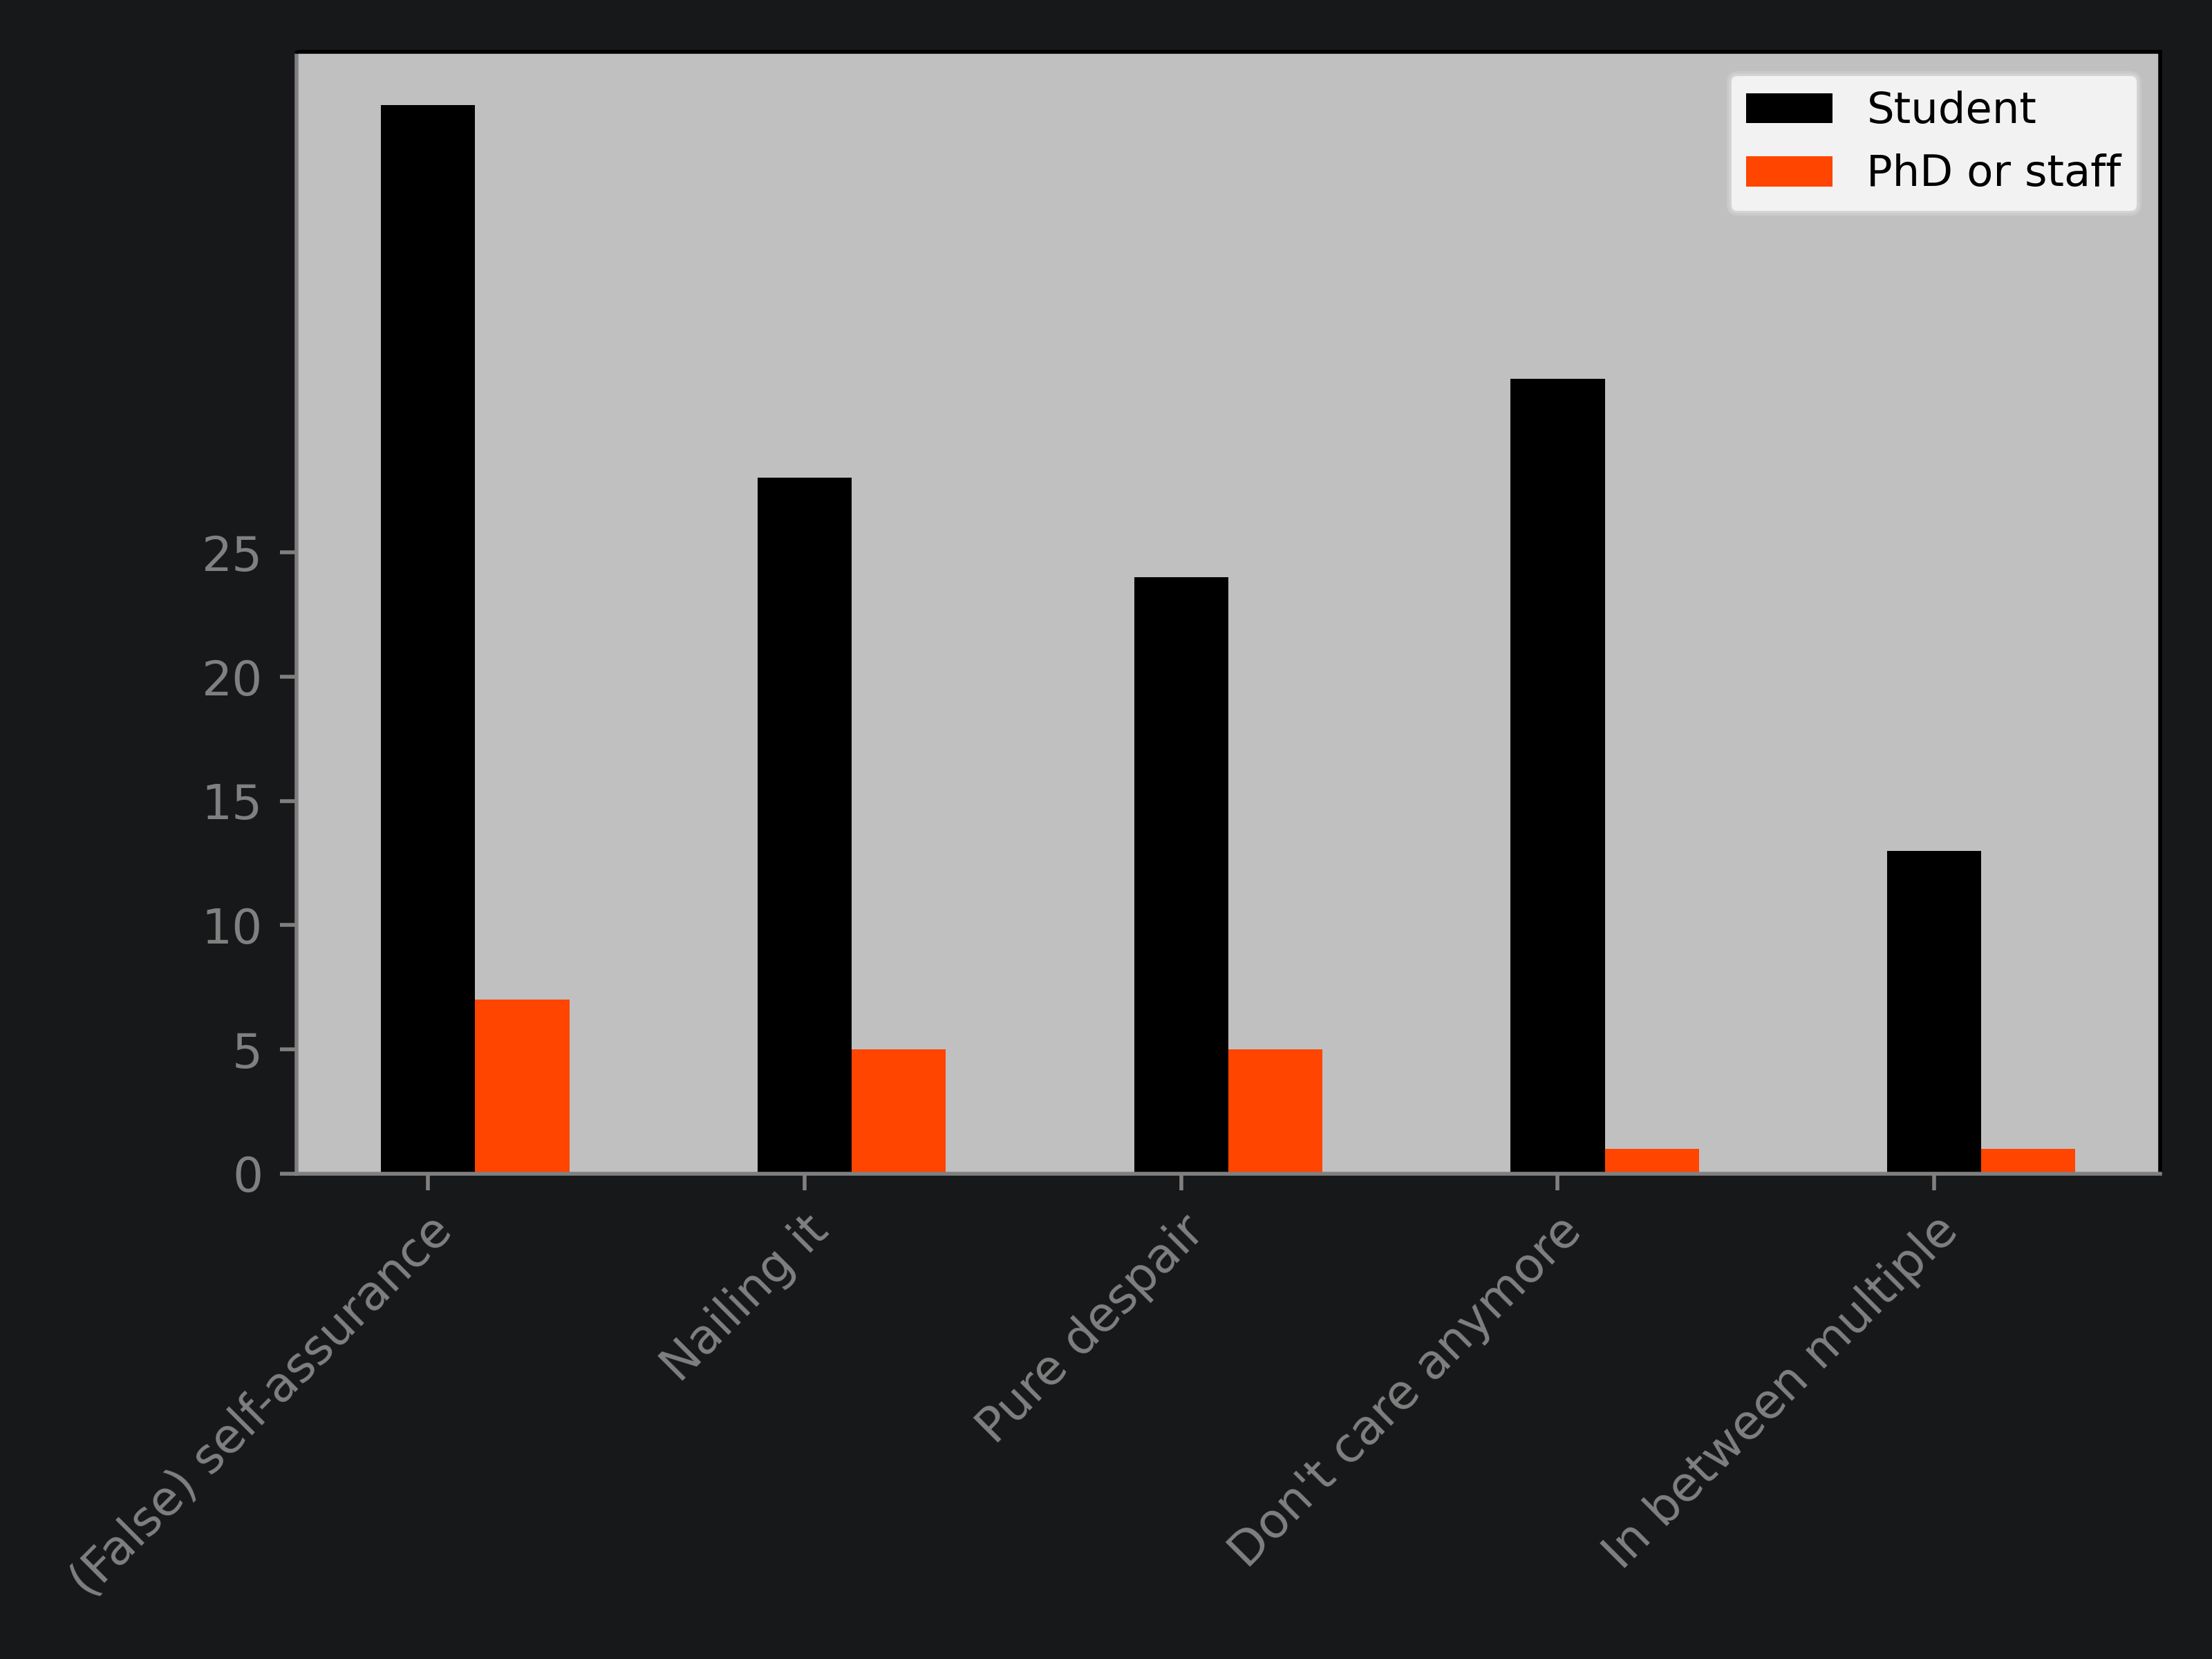 Student
PhD or staff
25
20
15
10
5
0
(False) self-assurance
Nailing it
Pure despair
Don't care anymore
In between multiple